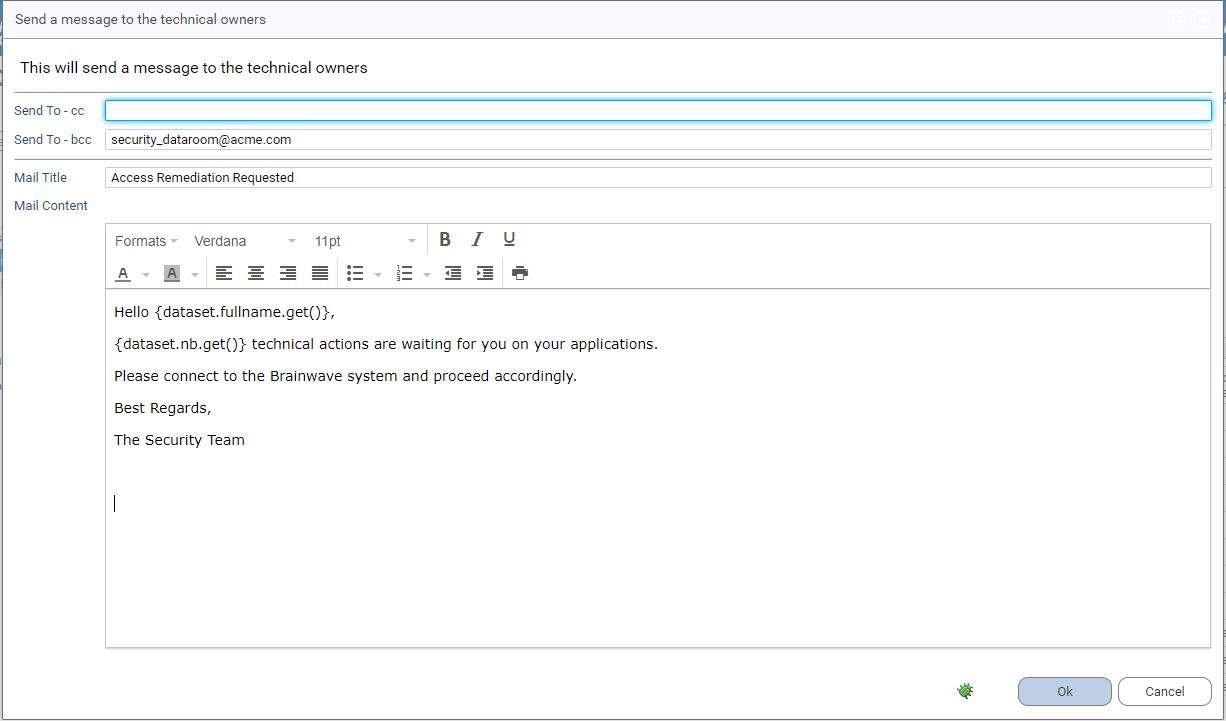 Send a message to the technical owners
This will send a message to the technical owners
Send To - cc
Send To - bcc security_dataroom@acme.com
Mail Title Access Remediation Requested
Mail Content
Formats Verdana 11pt B I U
A A
Hello {dataset.fullname.get()},
{dataset.nb.get()} technical actions are waiting for you on your applications.
Please connect to the Brainwave system and proceed accordingly.
Best Regards,
The Security Team
Ok Cancel